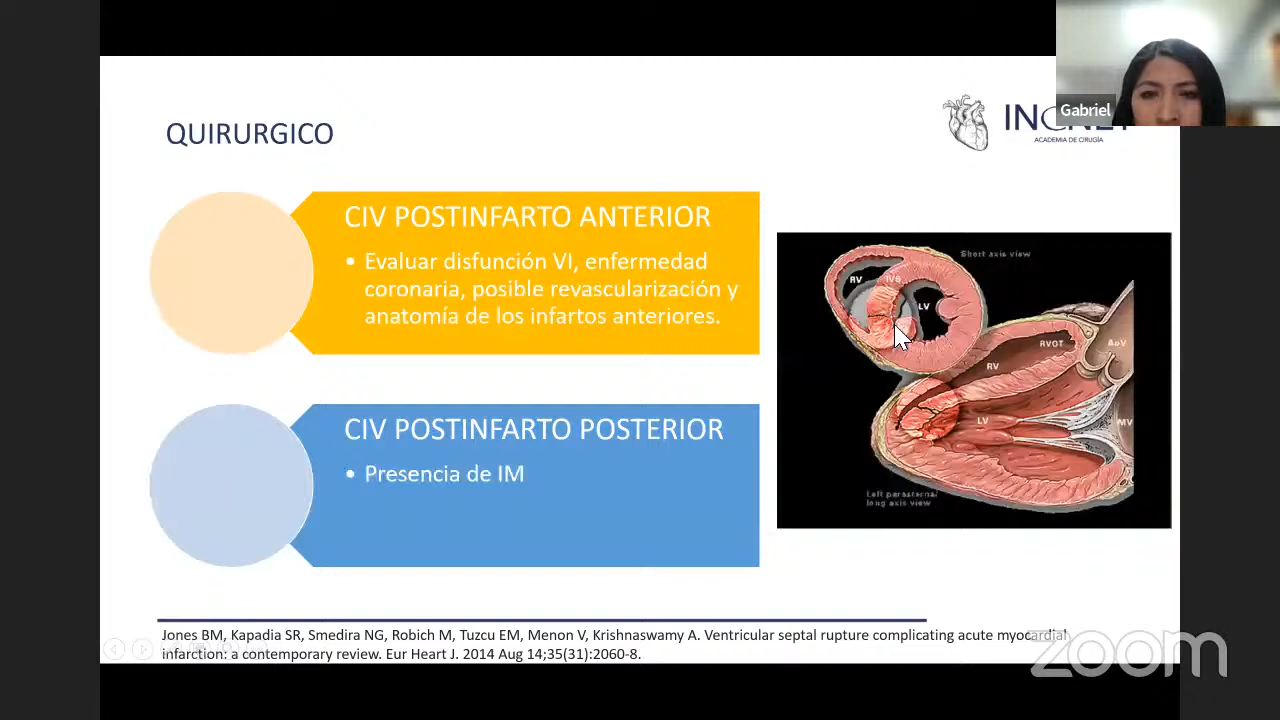 Gabriel
QUIRURGICO
ACADEMIA DE CIRUGÍA
CIV POSTINFARTO ANTERIOR
• Evaluar disfunción VI, enfermedad
coronaria, posible revascularización y
anatomía de los infartos anteriores.
CIV POSTINFARTO POSTERIOR
• Presencia de IM
Short axis view
RV
IVS
LV
RVOT
AoV
RV
LV
MV
Left parasternal
long axis view
Jones BM, Kapadia SR, Smedira NG, Robich M, Tuzcu EM, Menon V, Krishnaswamy A. Ventricular septal rupture complicating acute myocardial
infarction: a contemporary review. Eur Heart J. 2014 Aug 14;35(31):2060-8.
zoom